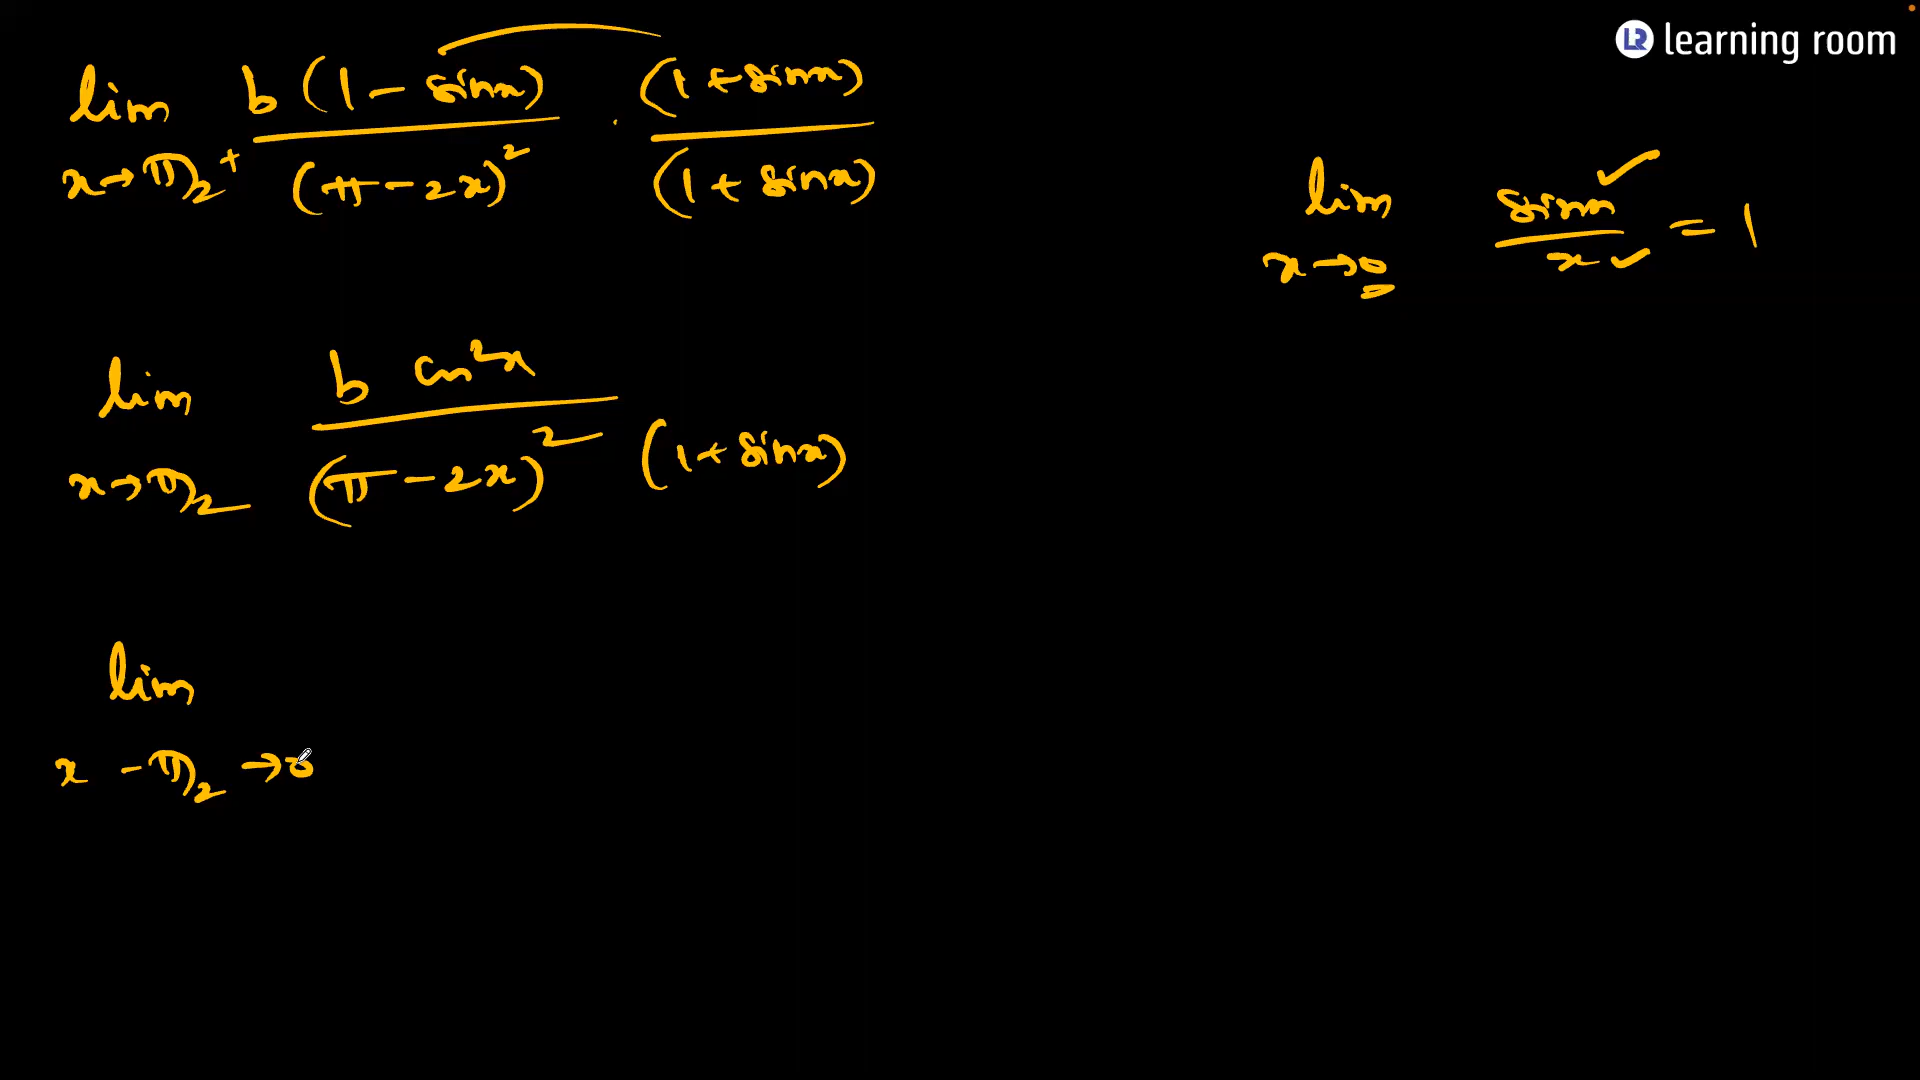 learning room
lim b (1 - sinx) . (1 + sinx)
x→π/2⁺ (π - 2x)² (1 + sinx)
lim sinx = 1
x→0 x
lim b cos²x
x→π/2 (π - 2x)² (1 + sinx)
lim
x - π/2 → 0